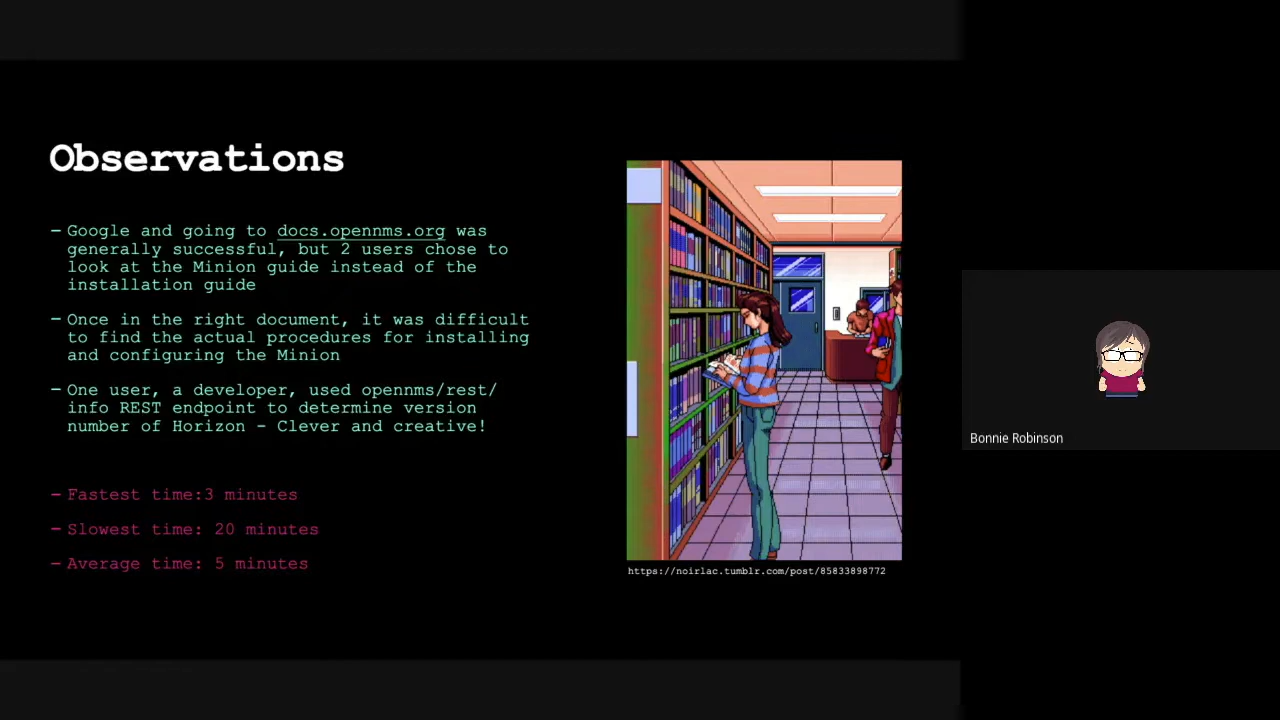 Observations
– Google and going to docs.opennms.org was
generally successful, but 2 users chose to
look at the Minion guide instead of the
installation guide
– Once in the right document, it was difficult
to find the actual procedures for installing
and configuring the Minion
– One user, a developer, used opennms/rest/
info REST endpoint to determine version
number of Horizon – Clever and creative!
– Fastest time:3 minutes
– Slowest time: 20 minutes
– Average time: 5 minutes
https://noirlac.tumblr.com/post/85833898772
Bonnie Robinson